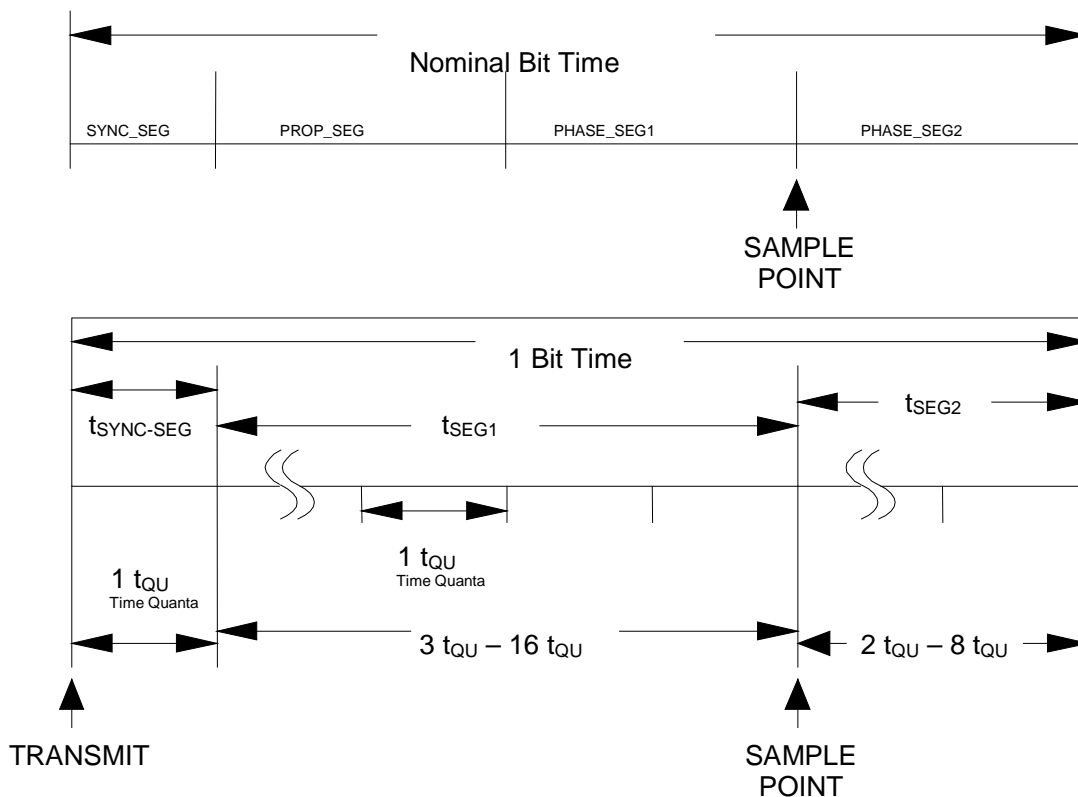 Nominal Bit Time
SYNC_SEG
PROP_SEG
PHASE_SEG1
PHASE_SEG2
SAMPLE
POINT
1 Bit Time
tSYNC-SEG
tSEG1
tSEG2
1 tQU
Time Quanta
1 tQU
Time Quanta
3 tQU – 16 tQU
2 tQU – 8 tQU
TRANSMIT
SAMPLE
POINT